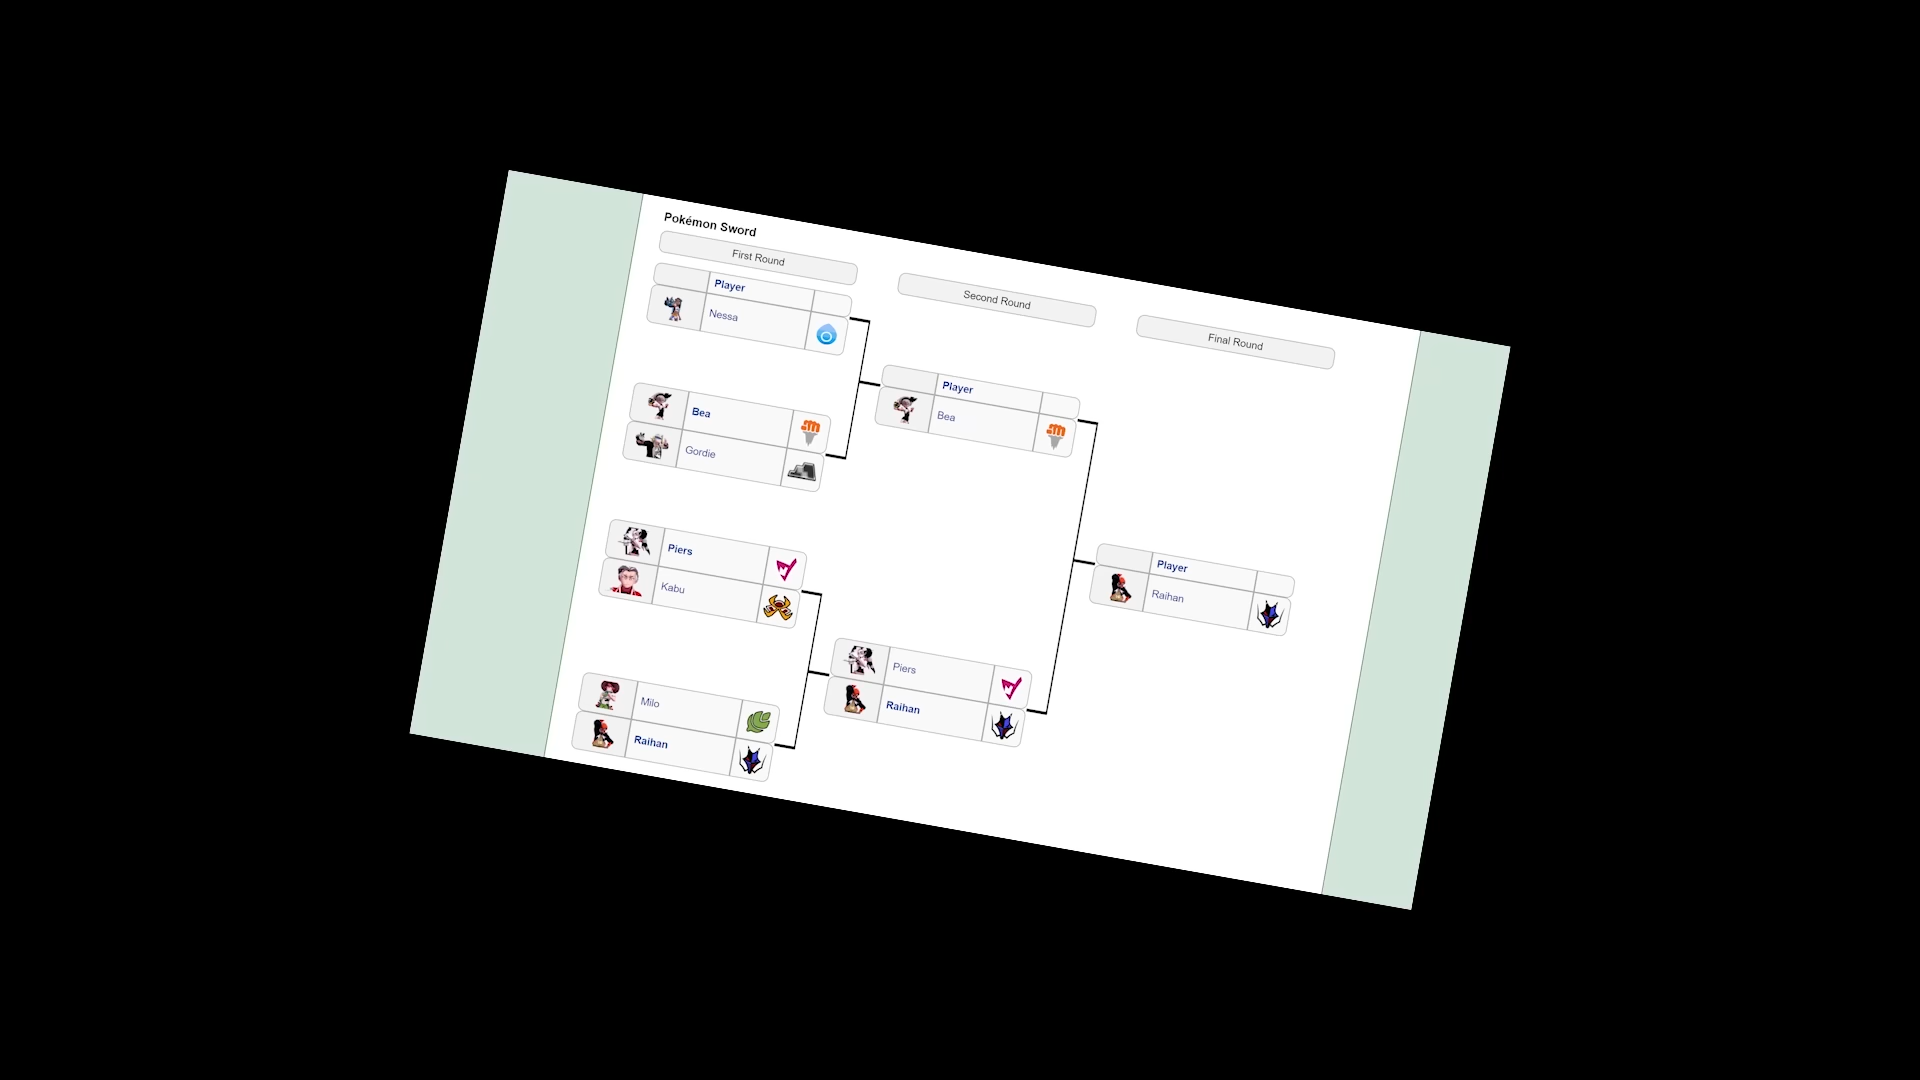 Pokémon Sword
First Round
Second Round
Final Round
Player
Nessa
Bea
Gordie
Piers
Kabu
Milo
Raihan
Player
Bea
Piers
Raihan
Player
Raihan